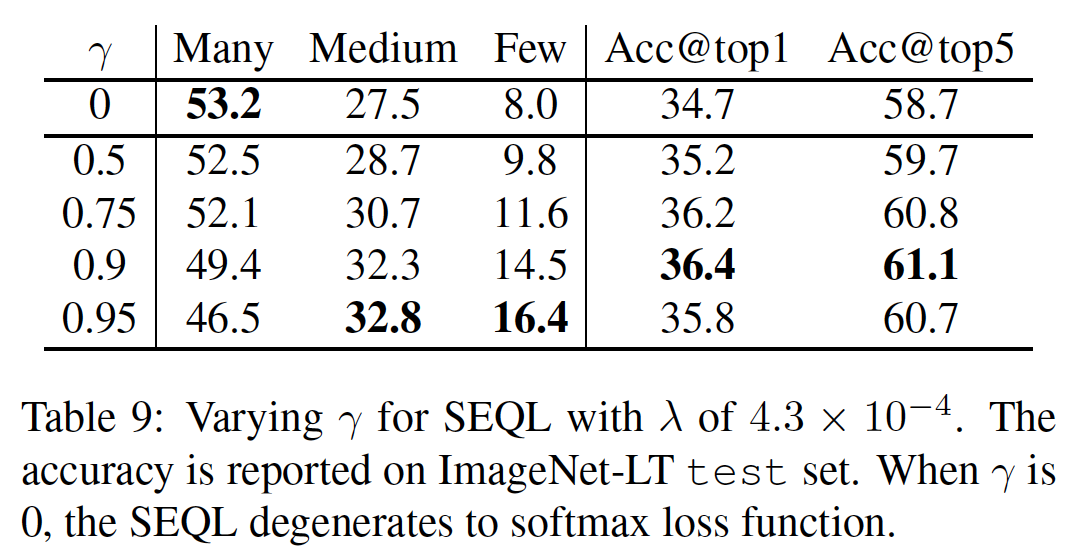 γ Many Medium Few Acc@top1 Acc@top5
0 53.2 27.5 8.0 34.7 58.7
0.5 52.5 28.7 9.8 35.2 59.7
0.75 52.1 30.7 11.6 36.2 60.8
0.9 49.4 32.3 14.5 36.4 61.1
0.95 46.5 32.8 16.4 35.8 60.7
Table 9: Varying γ for SEQL with λ of 4.3 × 10⁻⁴. The
accuracy is reported on ImageNet-LT test set. When γ is
0, the SEQL degenerates to softmax loss function.